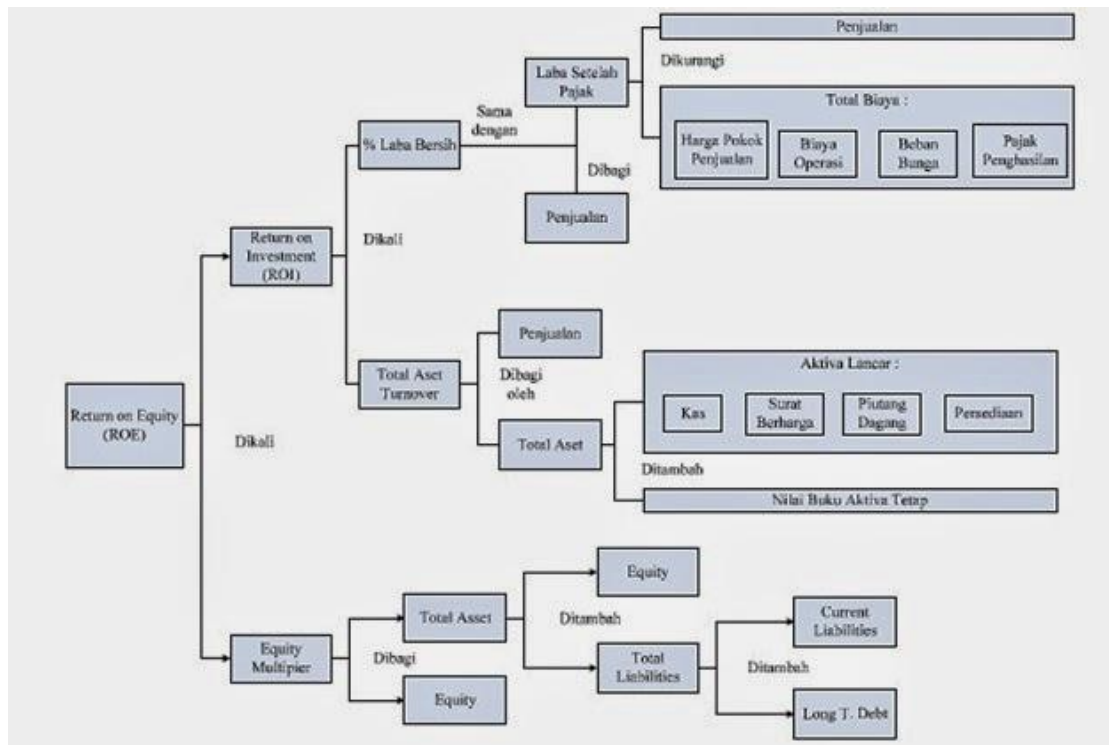 Penjualan
Dikurangi
Laba Setelah
Pajak
Total Biaya :
Harga Pokok
Penjualan
Biaya
Operasi
Beban
Bunga
Pajak
Penghasilan
Sama
dengan
% Laba Bersih
Dibagi
Penjualan
Return on
Investment
(ROI)
Dikali
Penjualan
Total Aset
Turnover
Dibagi
oleh
Total Aset
Aktiva Lancar :
Kas
Surat
Berharga
Piutang
Dagang
Persediaan
Ditambah
Nilai Buku Aktiva Tetap
Return on Equity
(ROE)
Dikali
Equity
Multipier
Total Asset
Dibagi
Equity
Equity
Ditambah
Total
Liabilities
Current
Liabilities
Ditambah
Long T. Debt